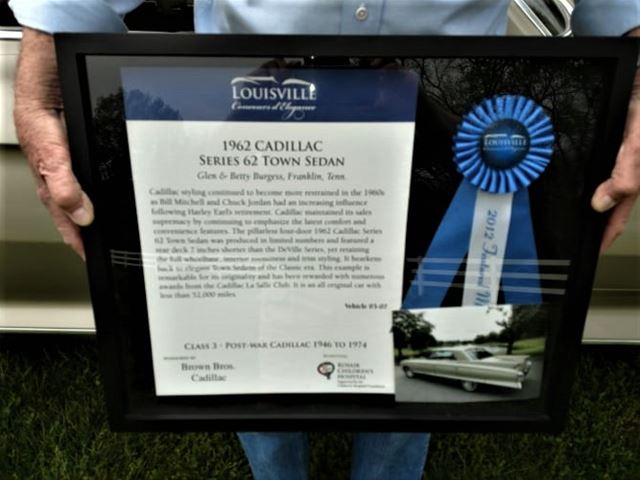 LOUISVILLE
Concours d'Elegance
1962 CADILLAC
SERIES 62 TOWN SEDAN
Glen & Betty Burgess, Franklin, Tenn.
Cadillac styling continued to become more restrained in the 1960s
as Bill Mitchell and Chuck Jordan had an increasing influence
following Harley Earl's retirement. Cadillac maintained its sales
supremacy by continuing to emphasize the latest comfort and
convenience features. The pillarless four-door 1962 Cadillac Series
62 Town Sedan was produced in limited numbers and featured a
rear deck 7 inches shorter than the DeVille Series, yet retaining
the full wheelbase, interior roominess and trim styling. It hearkens
back to elegant Town Sedans of the Classic era. This example is
remarkable for its originality and has been rewarded with numerous
awards from the Cadillac La Salle Club. It is an all original car with
less than 52,000 miles.
Vehicle 03-07
CLASS 3 - POST-WAR CADILLAC 1946 TO 1974
Brown Bros.
Cadillac
KOSAIR
CHILDREN'S
HOSPITAL
LOUISVILLE
2012